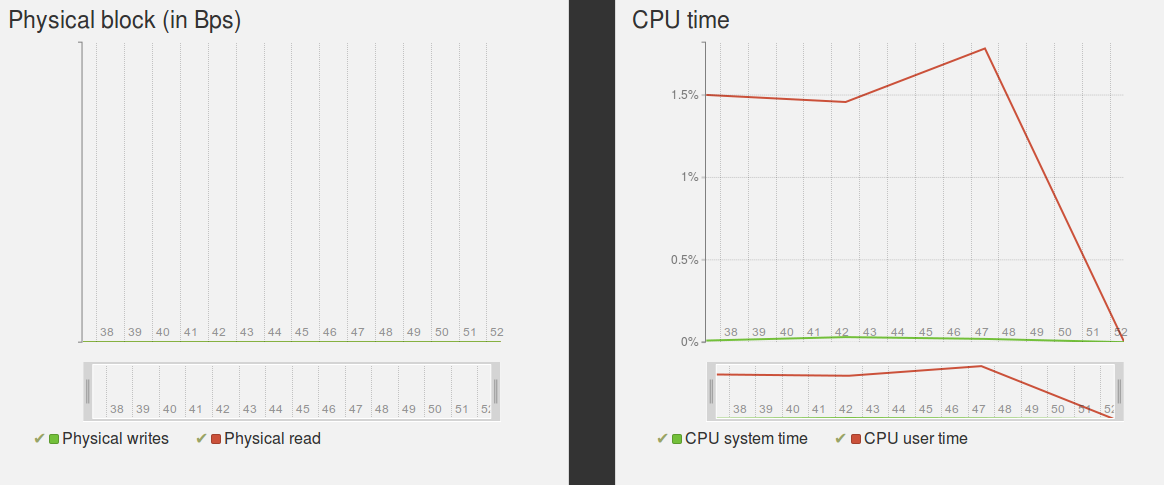 Physical block (in Bps)
38 39 40 41 42 43 44 45 46 47 48 49 50 51 52
38 39 40 41 42 43 44 45 46 47 48 49 50 51
✔ Physical writes ✔ Physical read
CPU time
1.5%
1%
0.5%
0%
38 39 40 41 42 43 44 45 46 47 48 49 50 51 52
38 39 40 41 42 43 44 45 46 47 48 49 50 51
✔ CPU system time ✔ CPU user time